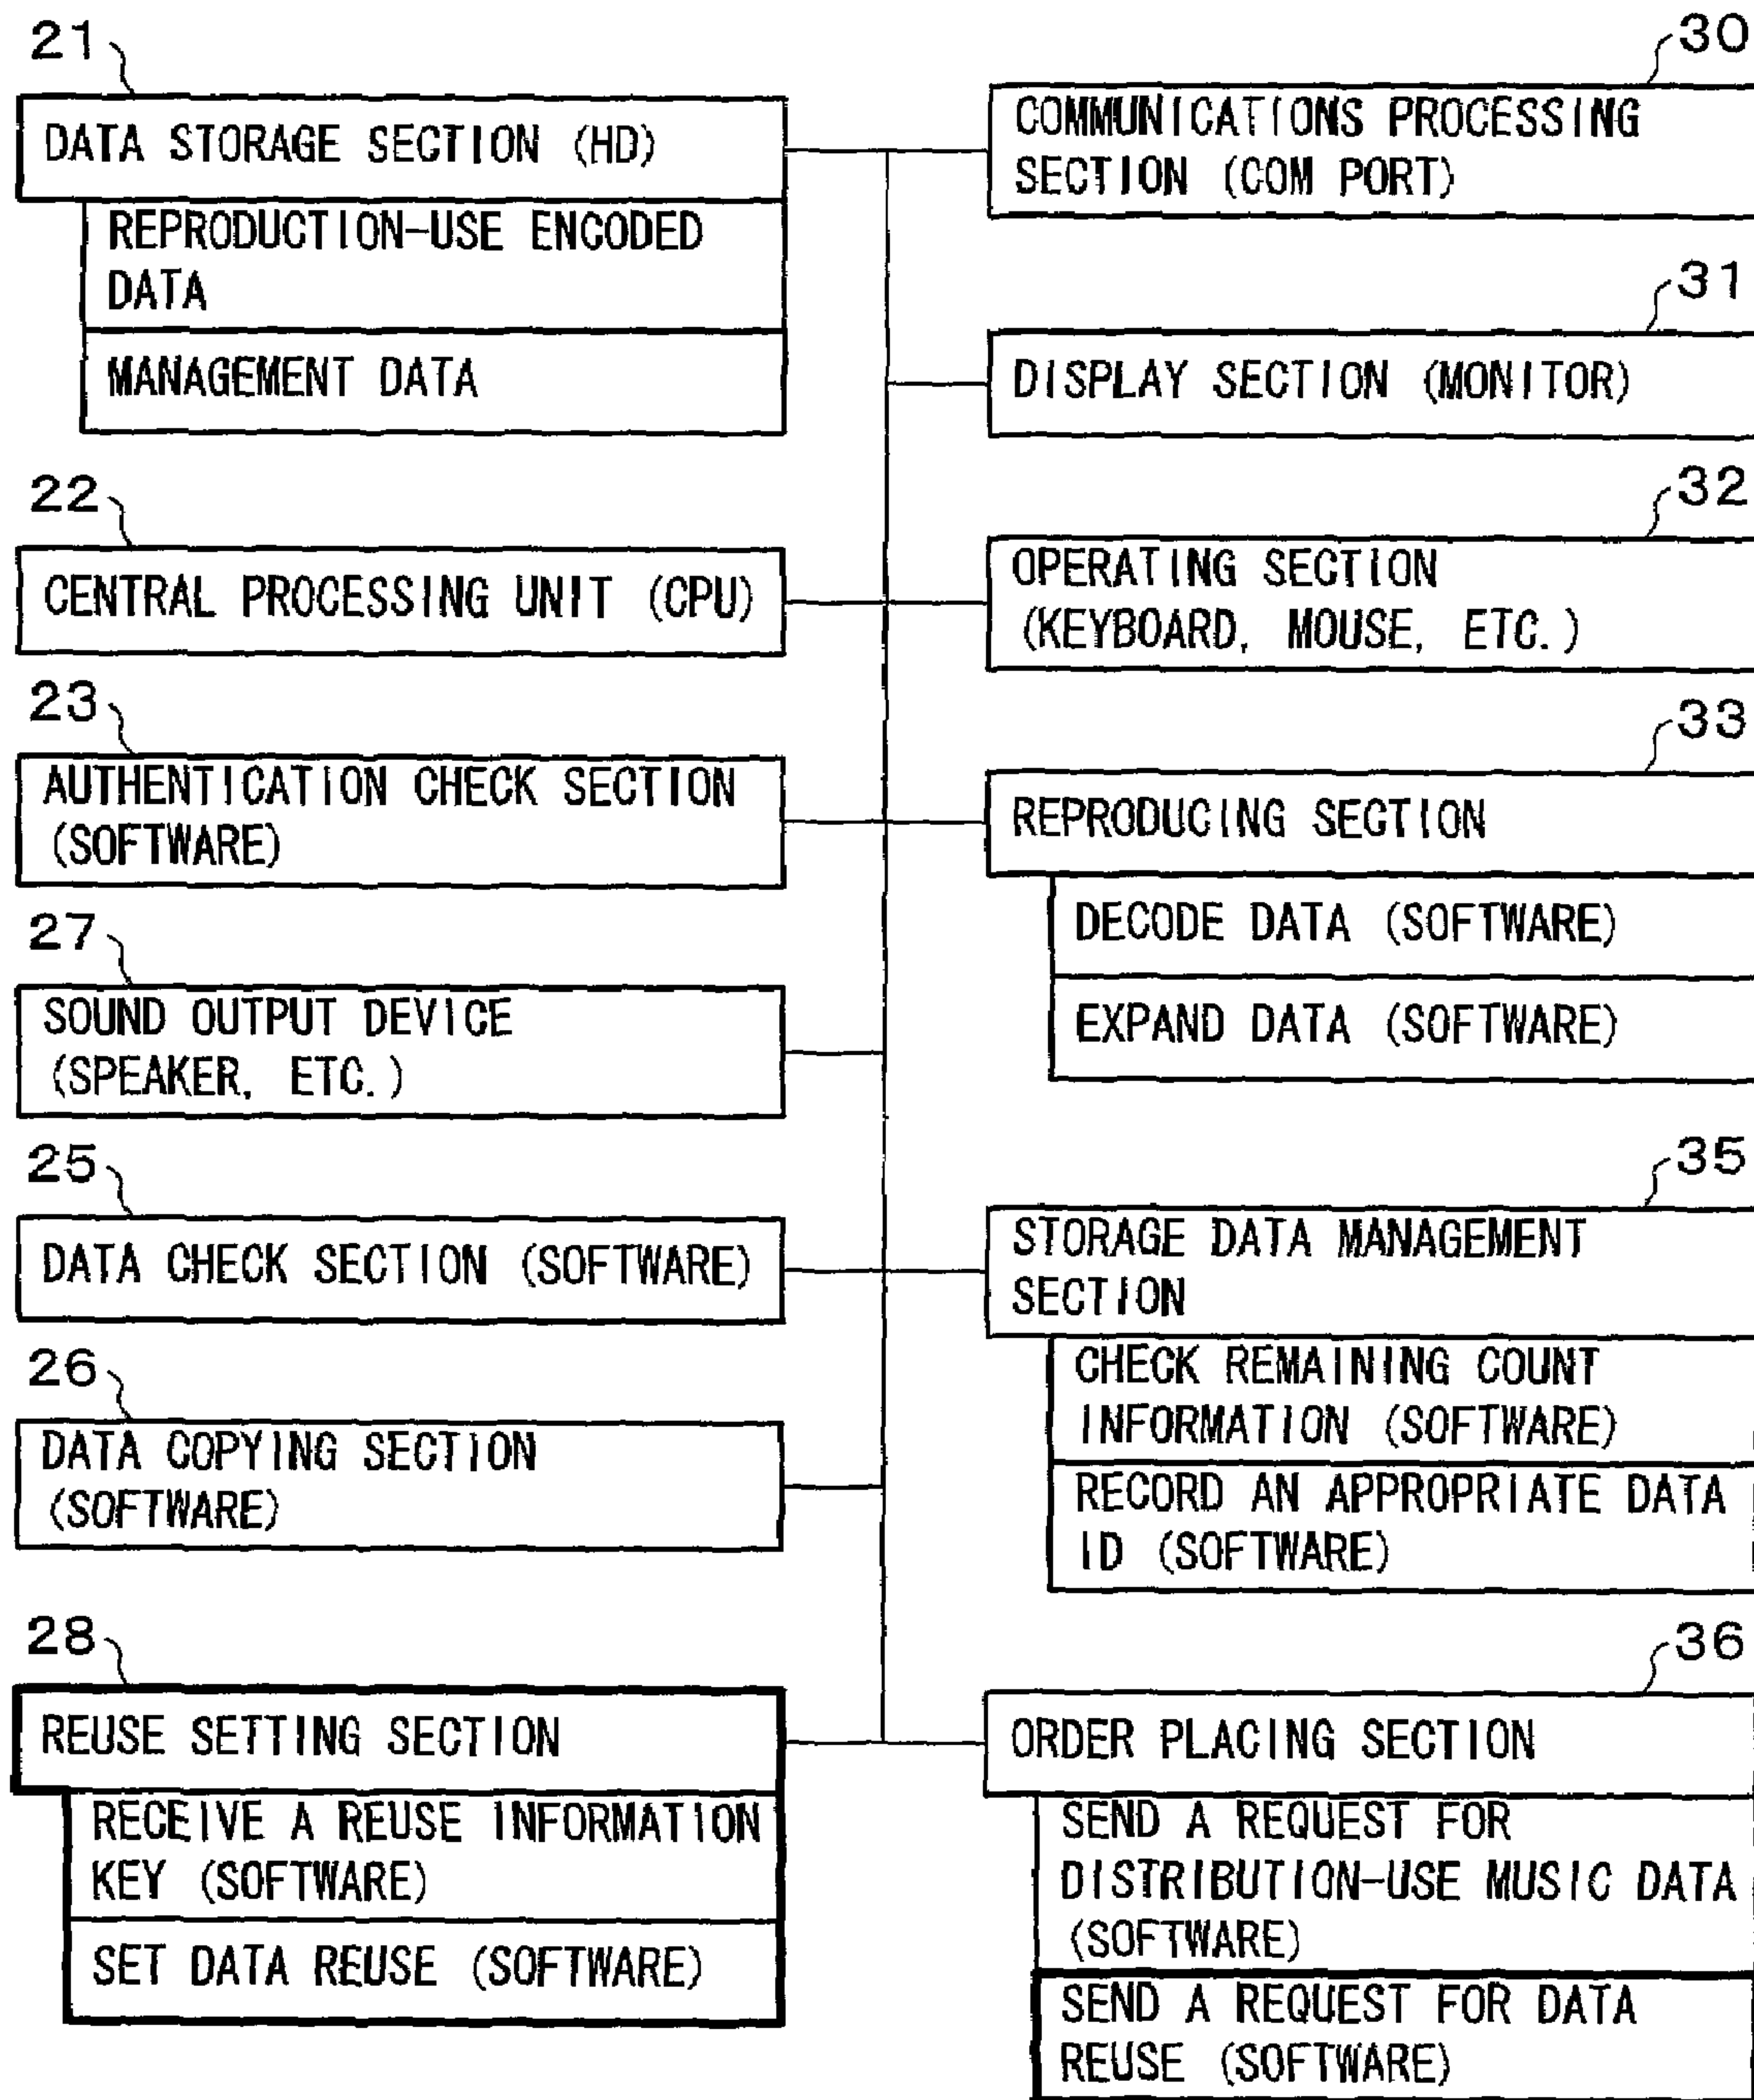 21
DATA STORAGE SECTION (HD)
REPRODUCTION-USE ENCODED
DATA
MANAGEMENT DATA
22
CENTRAL PROCESSING UNIT (CPU)
23
AUTHENTICATION CHECK SECTION
(SOFTWARE)
27
SOUND OUTPUT DEVICE
(SPEAKER, ETC.)
25
DATA CHECK SECTION (SOFTWARE)
26
DATA COPYING SECTION
(SOFTWARE)
28
REUSE SETTING SECTION
RECEIVE A REUSE INFORMATION
KEY (SOFTWARE)
SET DATA REUSE (SOFTWARE)
30
COMMUNICATIONS PROCESSING
SECTION (COM PORT)
31
DISPLAY SECTION (MONITOR)
32
OPERATING SECTION
(KEYBOARD, MOUSE, ETC.)
33
REPRODUCING SECTION
DECODE DATA (SOFTWARE)
EXPAND DATA (SOFTWARE)
35
STORAGE DATA MANAGEMENT
SECTION
CHECK REMAINING COUNT
INFORMATION (SOFTWARE)
RECORD AN APPROPRIATE DATA
ID (SOFTWARE)
36
ORDER PLACING SECTION
SEND A REQUEST FOR
DISTRIBUTION-USE MUSIC DATA
(SOFTWARE)
SEND A REQUEST FOR DATA
REUSE (SOFTWARE)